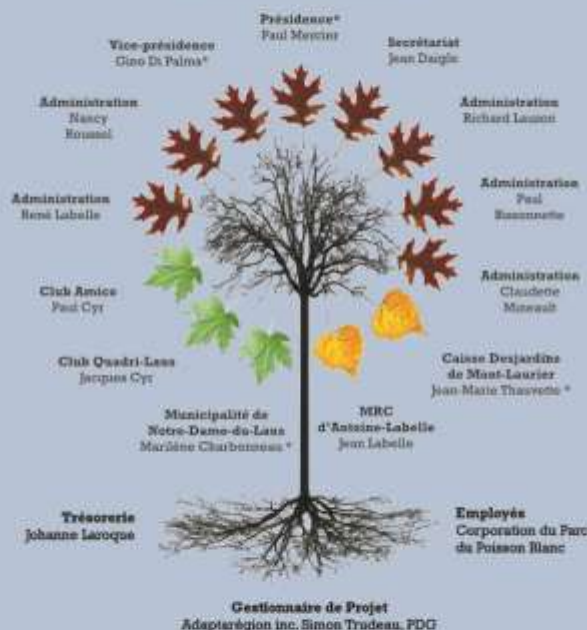 Présidence*
Paul Mercier
Vice-présidence
Gino Di Palma*
Secrétariat
Jean Daigle
Administration
Nancy
Roussel
Administration
Richard Lauzon
Administration
René Labelle
Administration
Paul
Bissonnette
Club Amico
Paul Cyr
Administration
Claudette
Mineault
Club Quadri-Laus
Jacques Cyr
Caisse Desjardins
de Mont-Laurier
Jean-Marie Thauvette *
Municipalité de
Notre-Dame-du-Laus
Marilène Charbonneau *
MRC
d'Antoine-Labelle
Jean Labelle
Trésorerie
Johanne Laroque
Employés
Corporation du Parc
du Poisson Blanc
Gestionnaire de Projet
Adaptarégion inc. Simon Trudeau, PDG